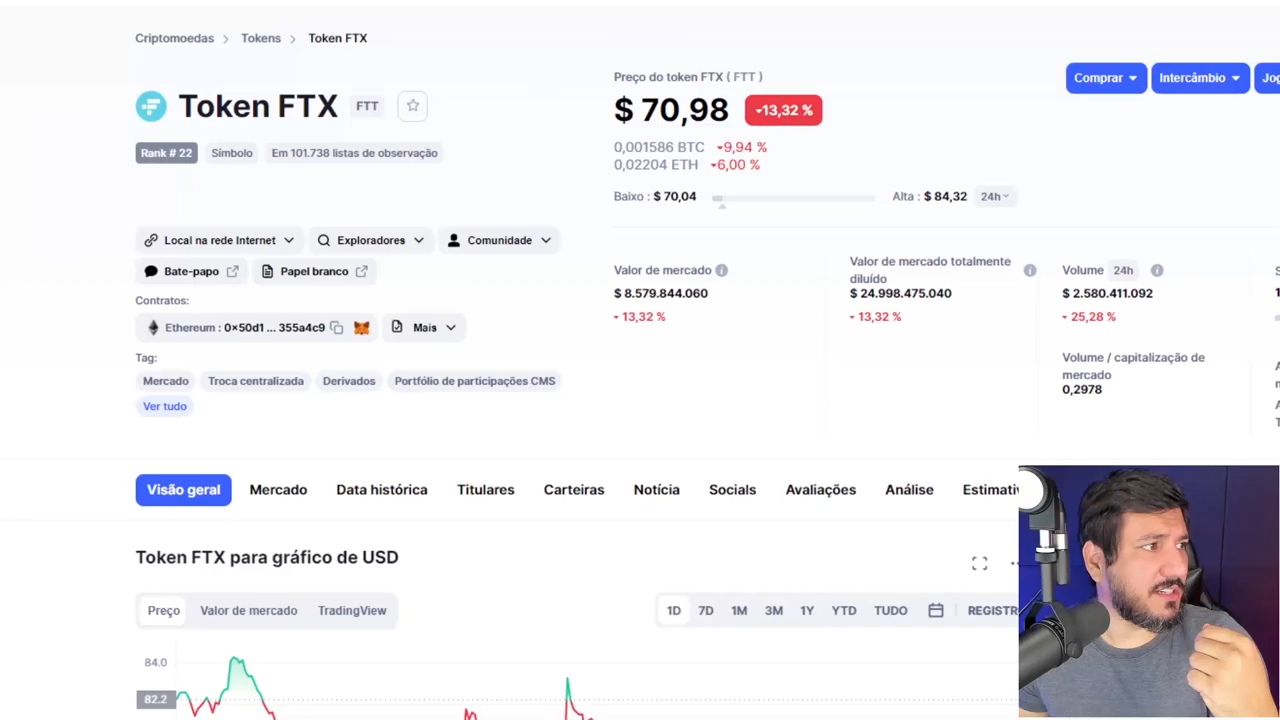 Criptomoedas > Tokens > Token FTX
Token FTX FTT
Rank # 22 Símbolo Em 101.738 listas de observação
Local na rede Internet Exploradores Comunidade
Bate-papo Papel branco
Contratos:
Ethereum : 0x50d1 ... 355a4c9 Mais
Tag:
Mercado Troca centralizada Derivados Portfólio de participações CMS
Ver tudo
Preço do token FTX ( FTT )
$ 70,98 13,32 %
0,001586 BTC 9,94 %
0,02204 ETH 6,00 %
Baixo : $ 70,04 Alta : $ 84,32 24h
Comprar Intercâmbio
Valor de mercado
$ 8.579.844.060
13,32 %
Valor de mercado totalmente
diluído
$ 24.998.475.040
13,32 %
Volume 24h
$ 2.580.411.092
25,28 %
Volume / capitalização de
mercado
0,2978
Visão geral Mercado Data histórica Titulares Carteiras Notícia Socials Avaliações Análise Estimati
Token FTX para gráfico de USD
Preço Valor de mercado TradingView
1D 7D 1M 3M 1Y YTD TUDO REGISTR
84.0
82.2